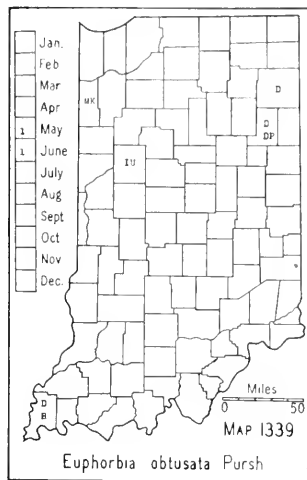 Jan.
Feb
Mar
Apr
1 May
1 June
July
Aug
Sept
Oct
Nov
Dec.
D
MK
D
DP
IU
D
B
Miles
0 50
MAP 1339
Euphorbia obtusata Pursh